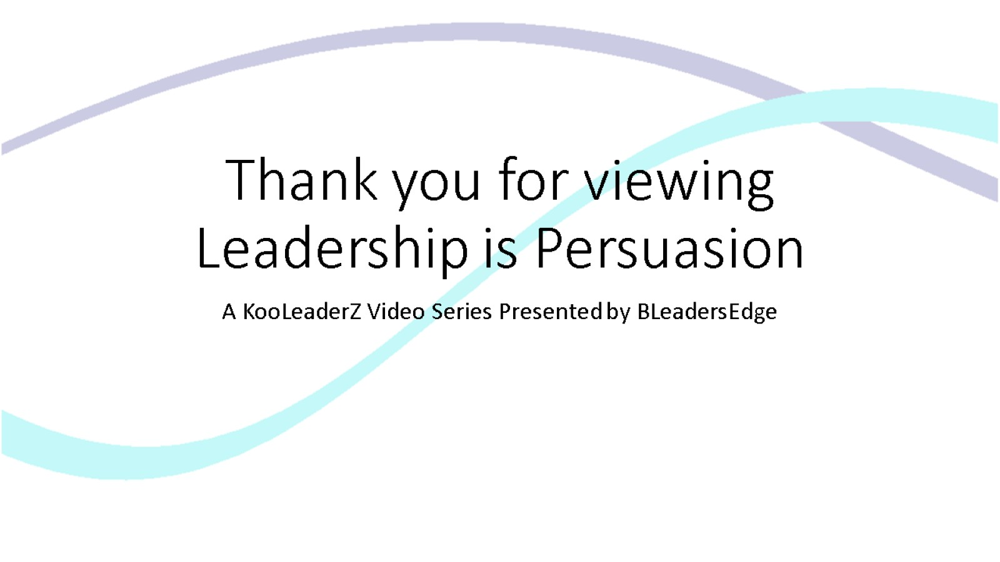 Thank you for viewing
Leadership is Persuasion
A KooLeaderZ Video Series Presented by BLeadersEdge